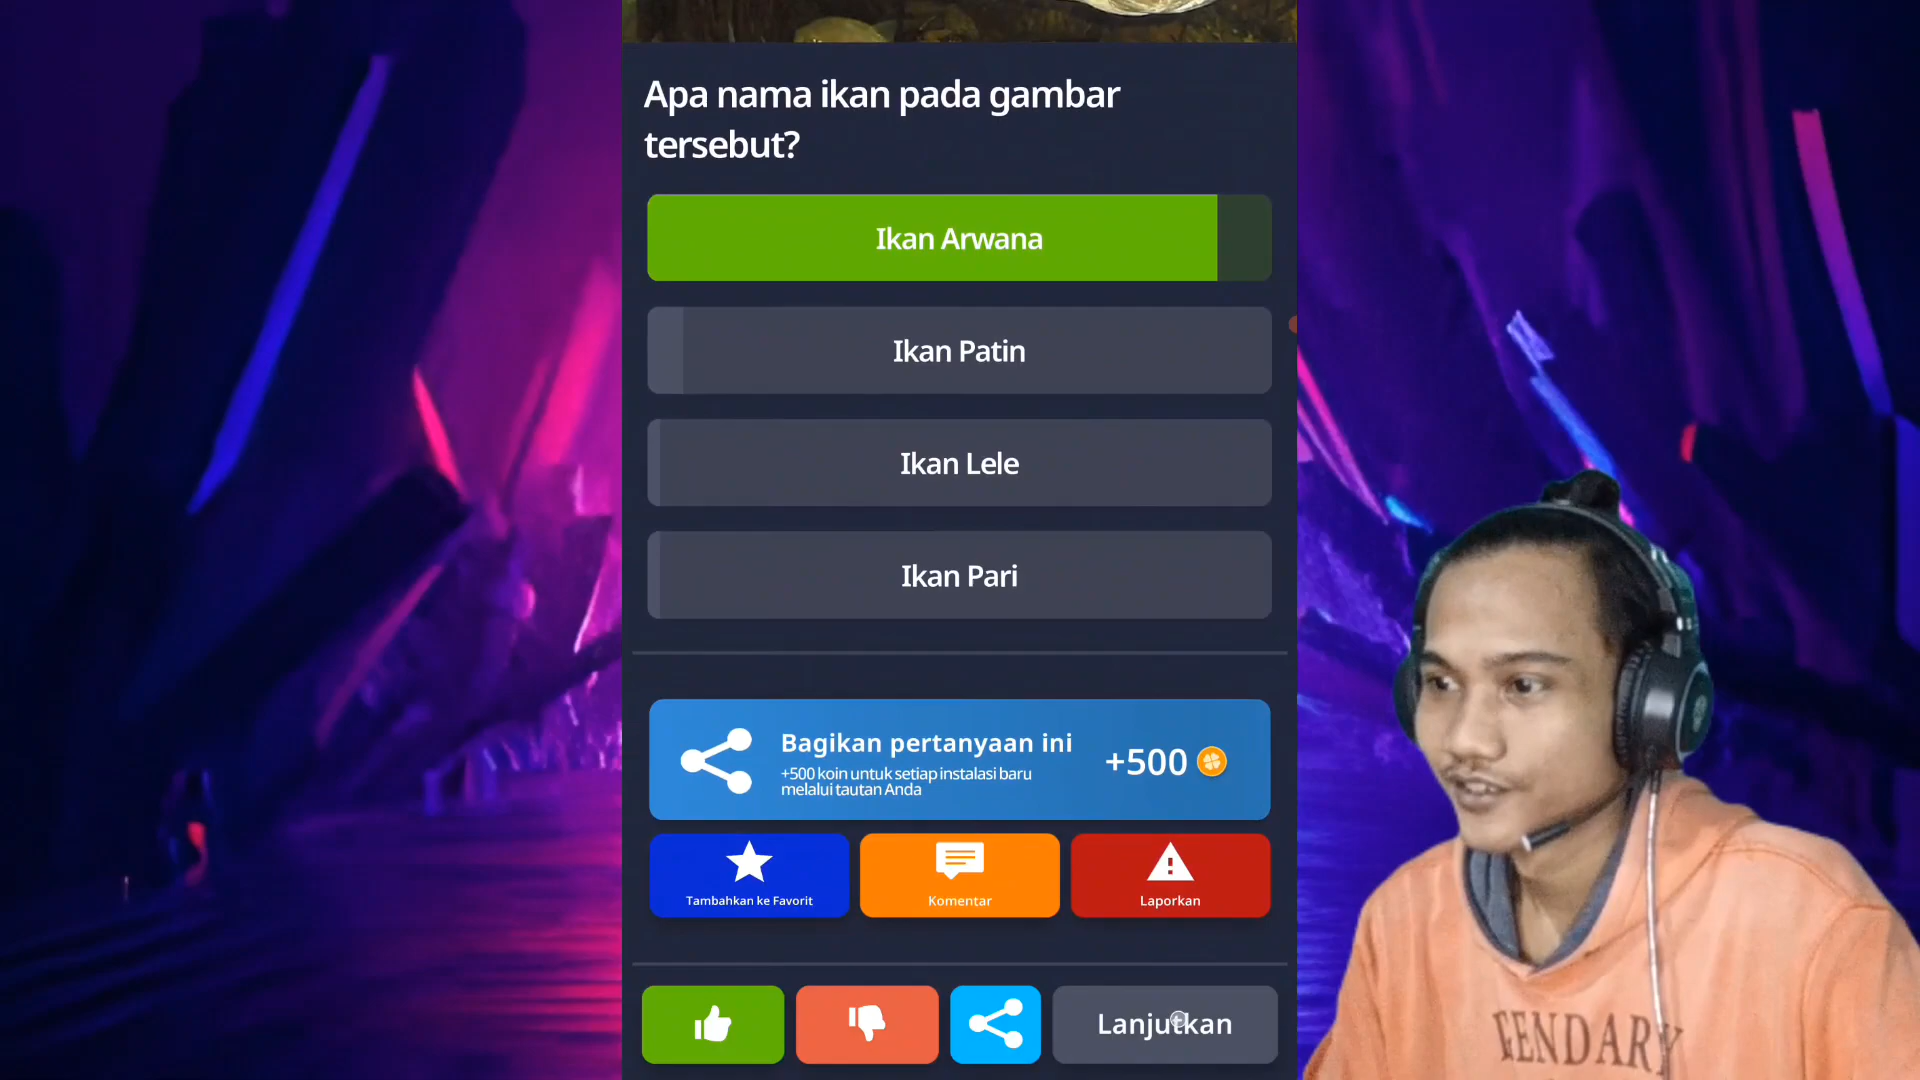 Apa nama ikan pada gambar
tersebut?
Ikan Arwana
Ikan Patin
Ikan Lele
Ikan Pari
Bagikan pertanyaan ini
+500 koin untuk setiap instalasi baru
melalui tautan Anda
+500
Tambahkan ke Favorit
Komentar
Laporkan
Lanjutkan
GENDARY